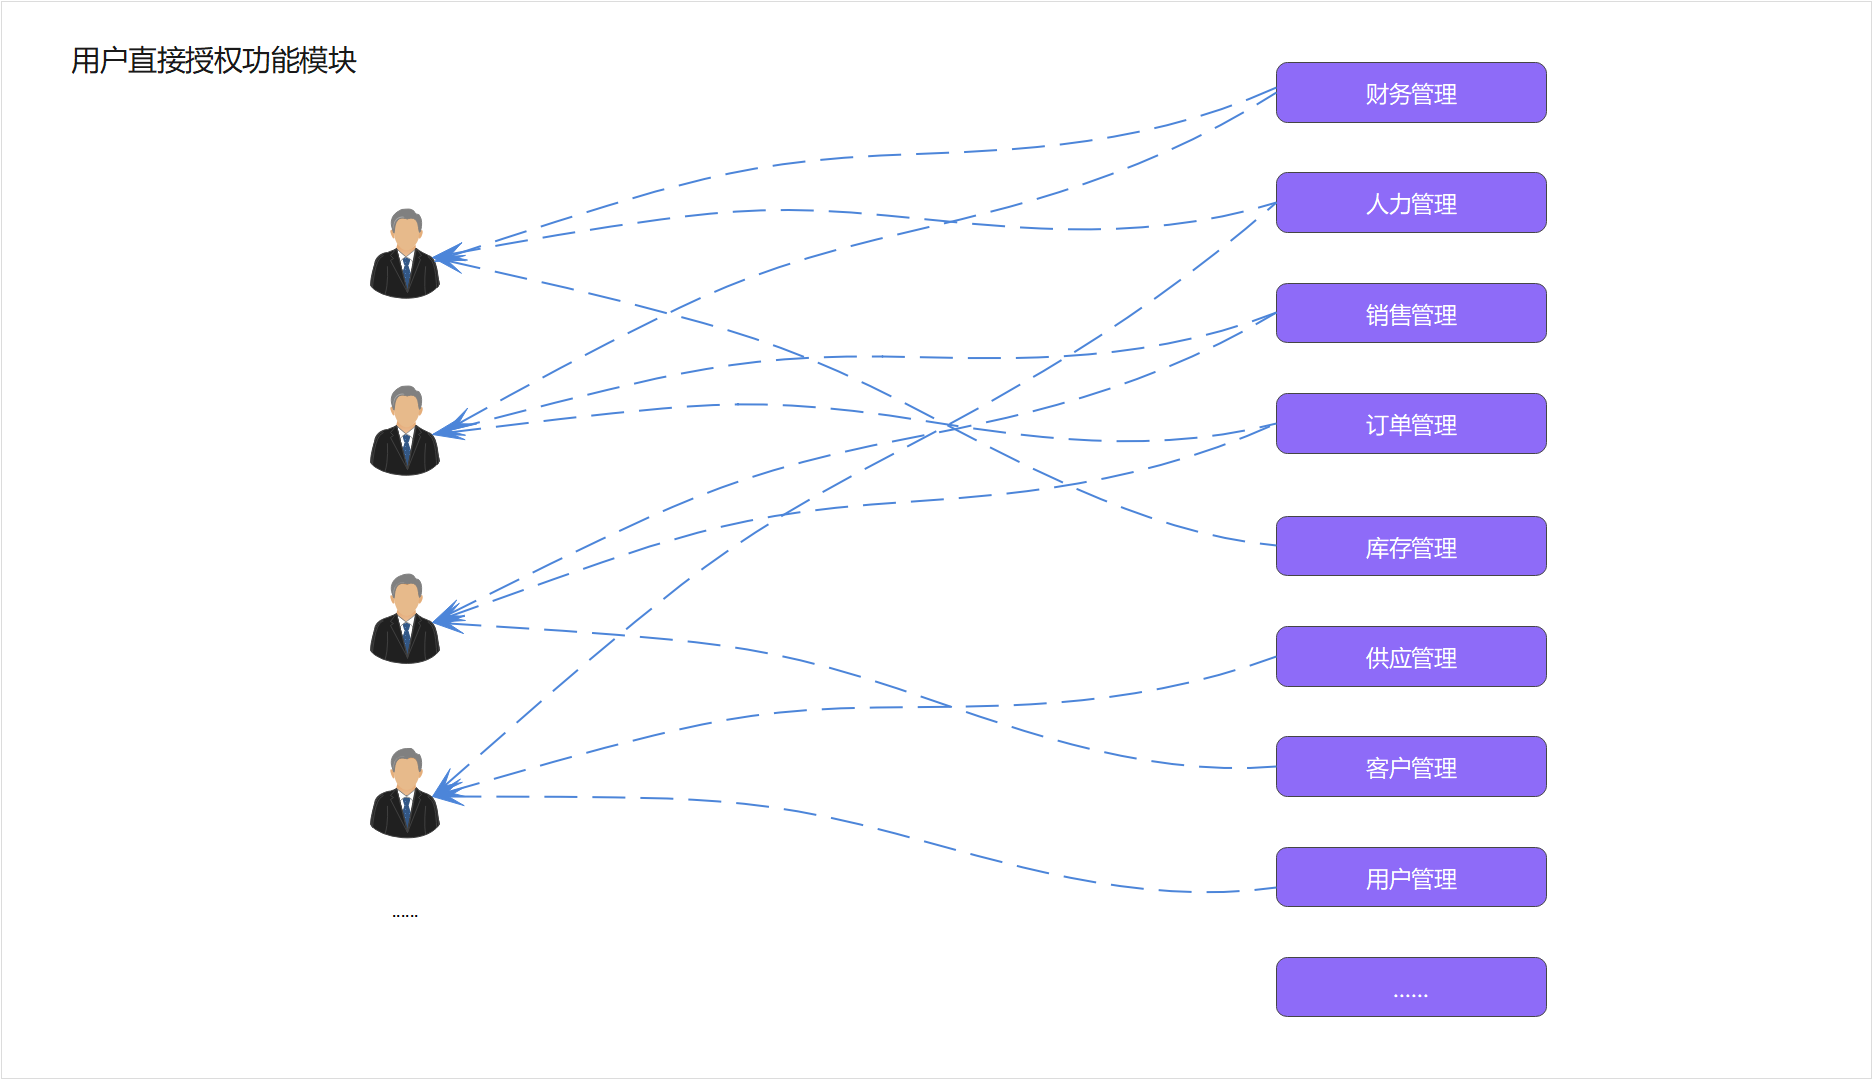 用户直接授权功能模块
财务管理
人力管理
销售管理
订单管理
库存管理
供应管理
客户管理
用户管理
......
......